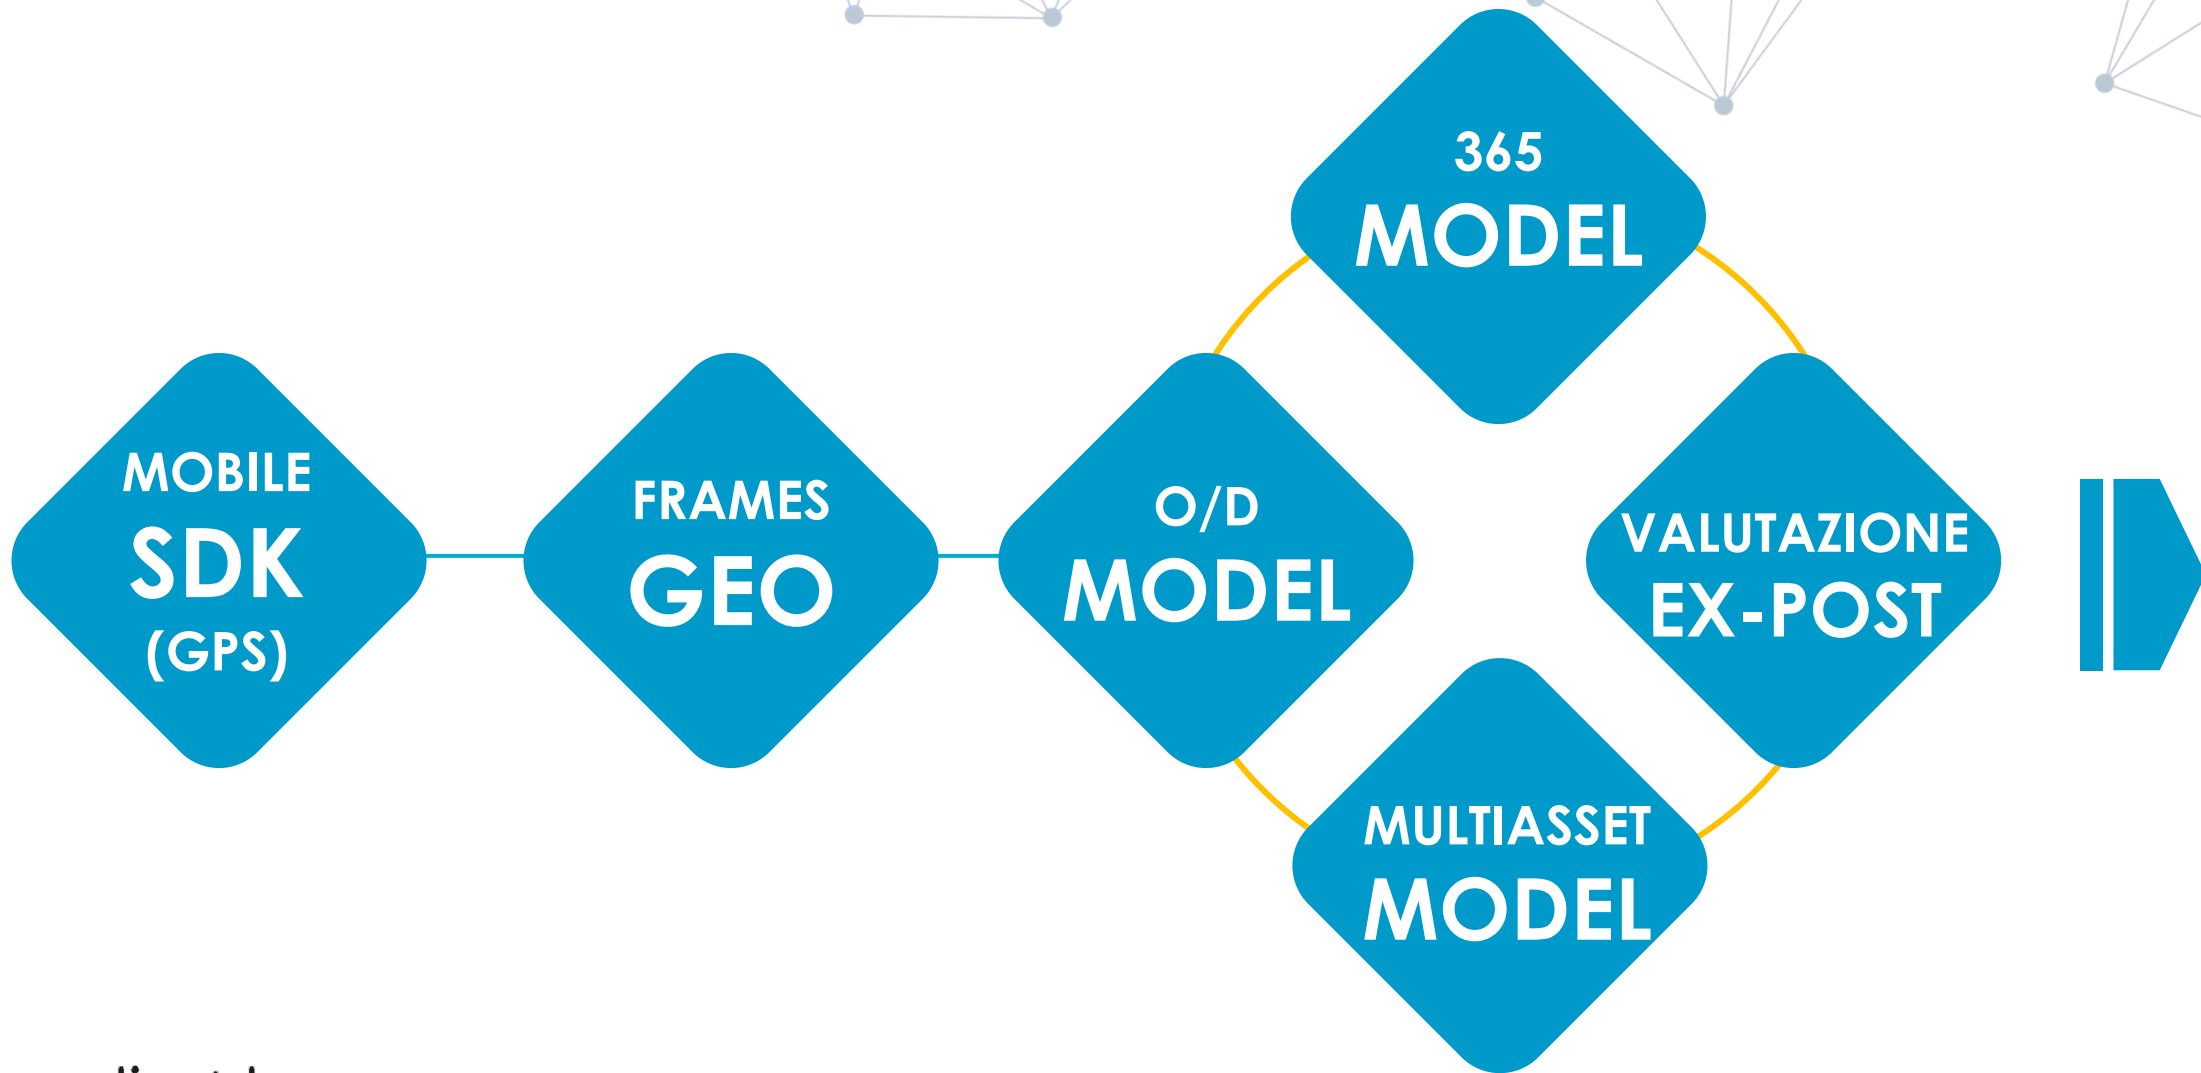 MOBILE
SDK
(GPS)
FRAMES
GEO
O/D
MODEL
365
MODEL
VALUTAZIONE
EX-POST
MULTIASSET
MODEL